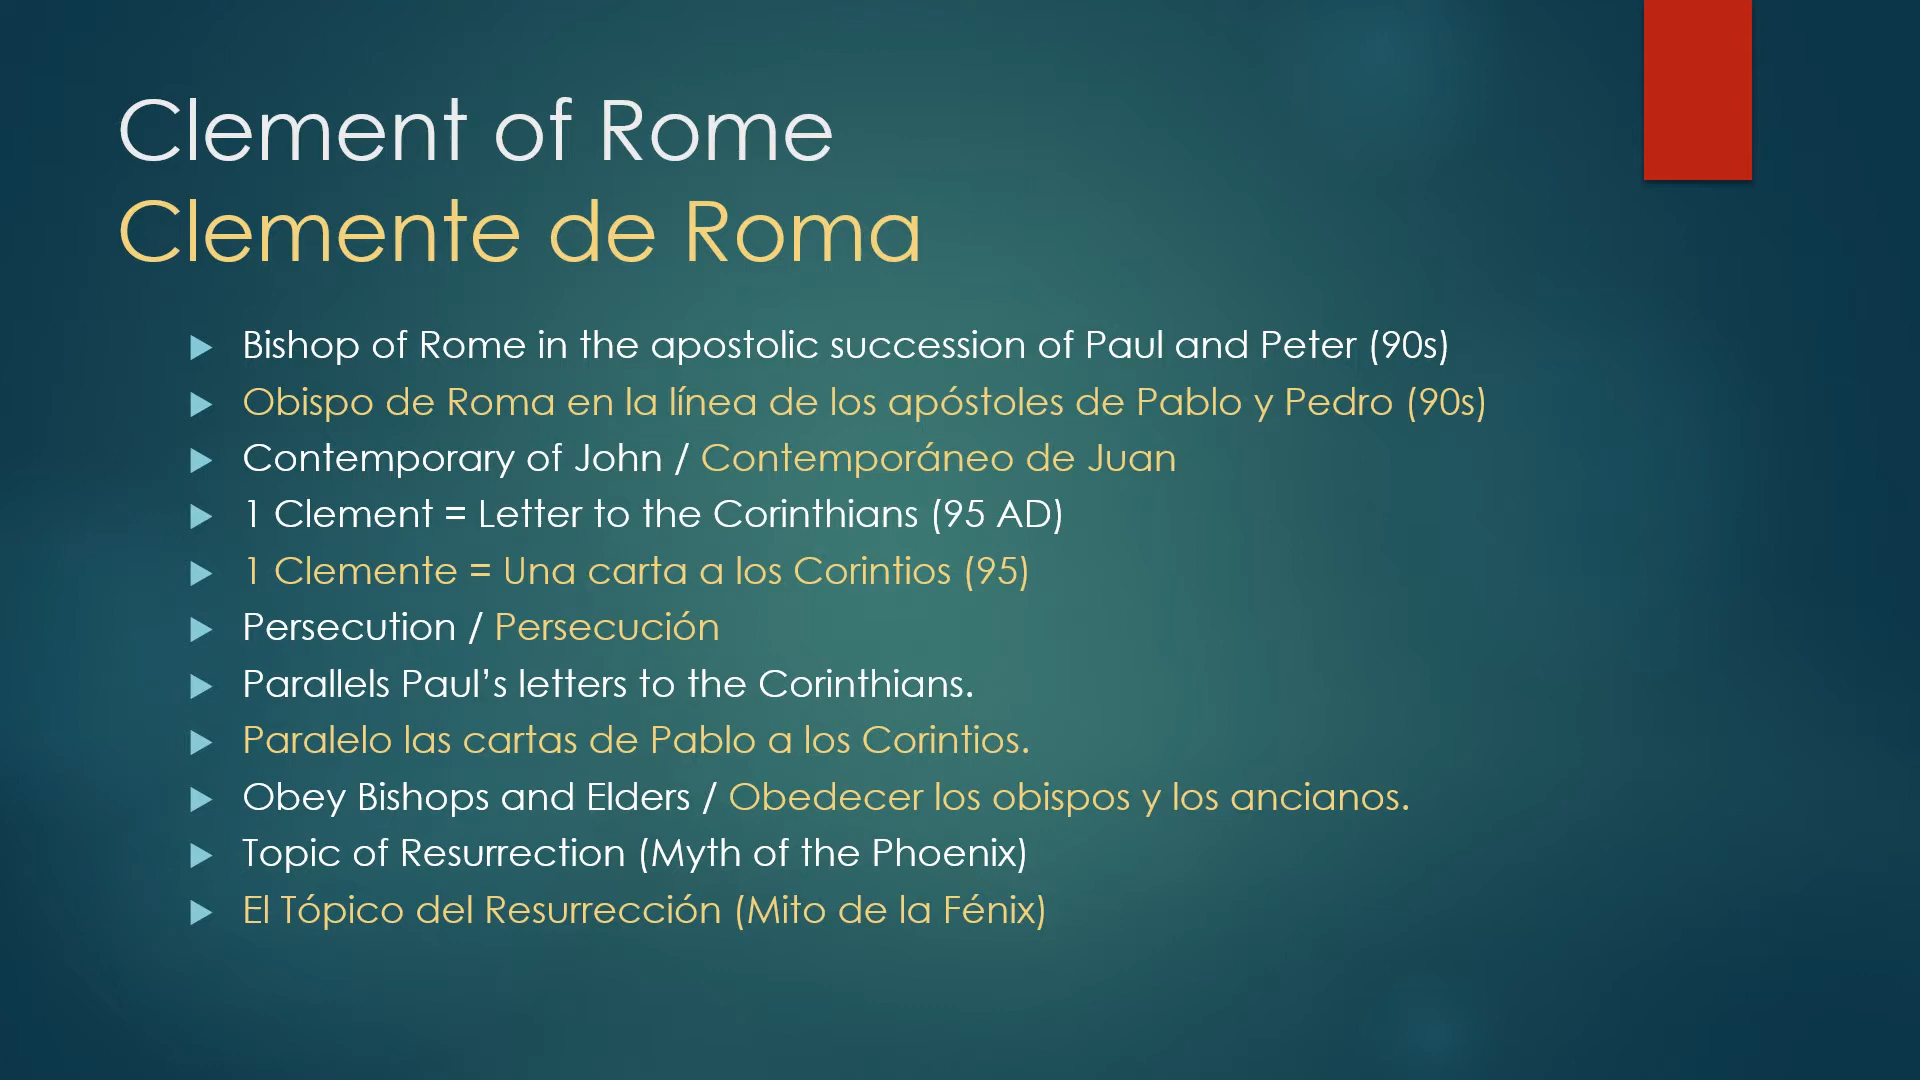 Clement of Rome
Clemente de Roma
Bishop of Rome in the apostolic succession of Paul and Peter (90s)
Obispo de Roma en la línea de los apóstoles de Pablo y Pedro (90s)
Contemporary of John / Contemporáneo de Juan
1 Clement = Letter to the Corinthians (95 AD)
1 Clemente = Una carta a los Corintios (95)
Persecution / Persecución
Parallels Paul’s letters to the Corinthians.
Paralelo las cartas de Pablo a los Corintios.
Obey Bishops and Elders / Obedecer los obispos y los ancianos.
Topic of Resurrection (Myth of the Phoenix)
El Tópico del Resurrección (Mito de la Fénix)